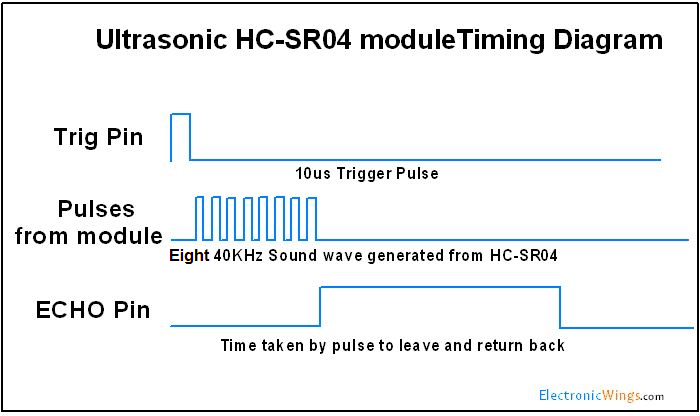 Ultrasonic HC-SR04 moduleTiming Diagram
Trig Pin
10us Trigger Pulse
Pulses
from module
Eight 40KHz Sound wave generated from HC-SR04
ECHO Pin
Time taken by pulse to leave and return back
ElectronicWings.com